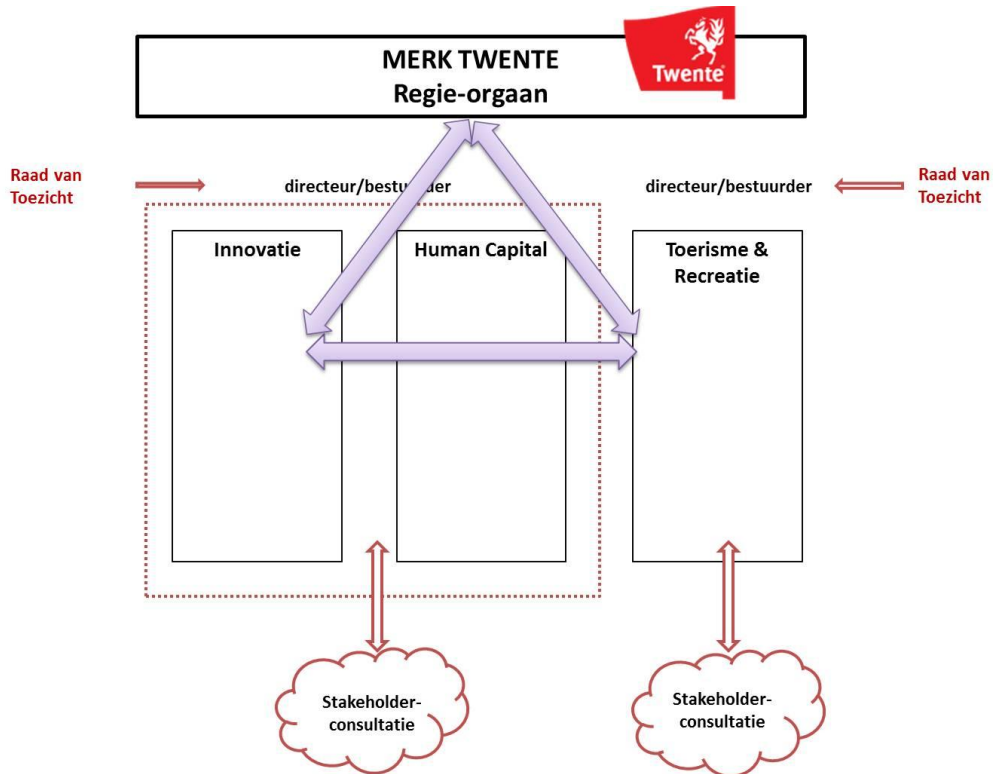 MERK TWENTE
Regie-orgaan
Twente
Raad van
Toezicht
directeur/bestuurder
directeur/bestuurder
Raad van
Toezicht
Innovatie
Human Capital
Toerisme &
Recreatie
Stakeholder-
consultatie
Stakeholder-
consultatie